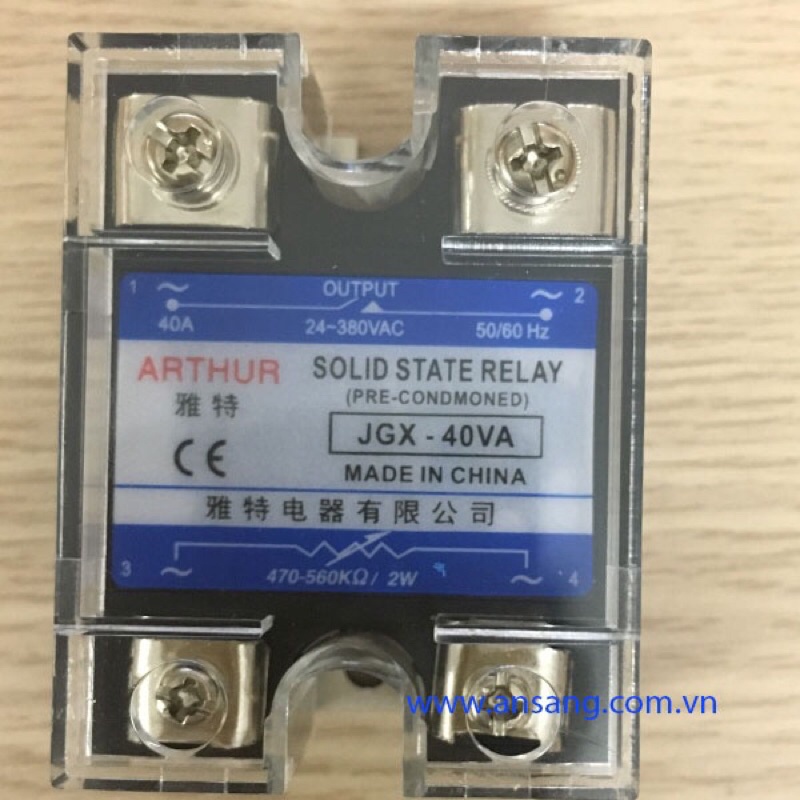 1 ~ OUTPUT ~ 2
40A 24~380VAC 50/60 Hz
ARTHUR SOLID STATE RELAY
雅特 (PRE-CONDMONED)
JGX - 40VA
CE MADE IN CHINA
雅特电器有限公司
3 ~ 470-560KΩ/ 2W ~ 4
www.ansang.com.vn